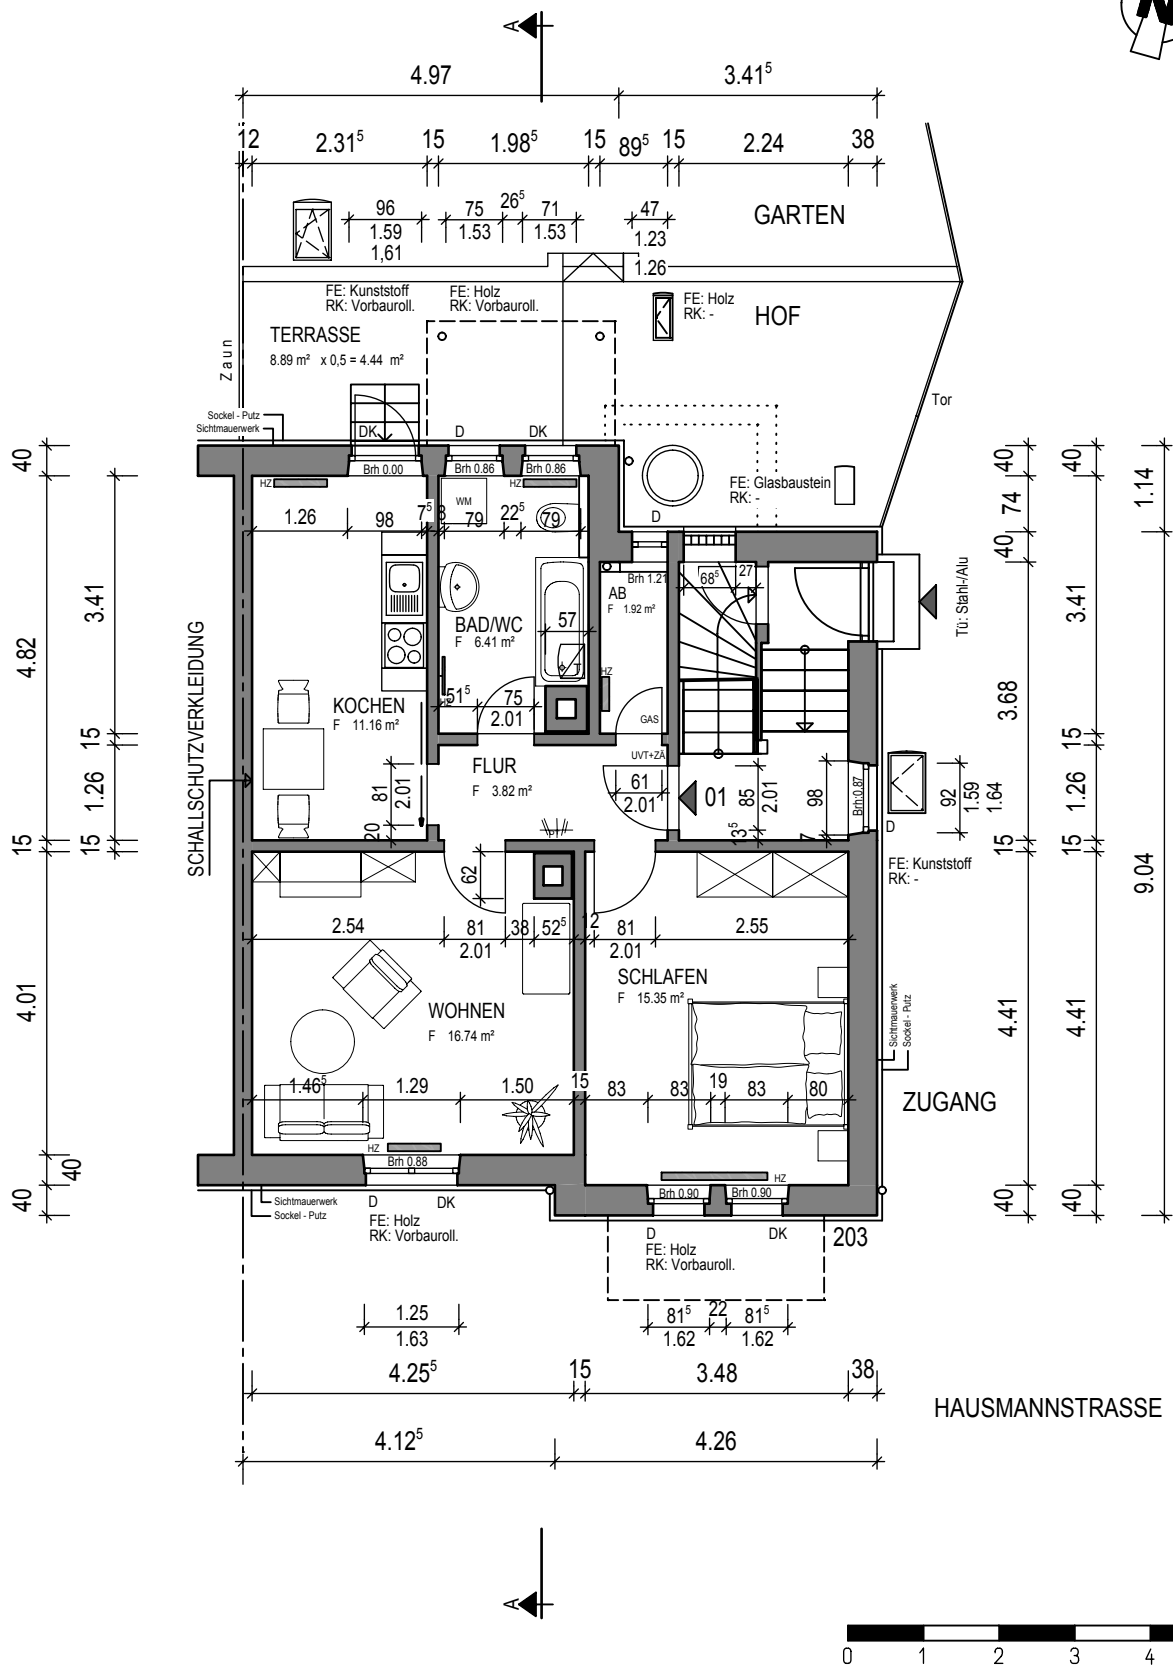 A
N
4.97
3.41⁵
12
2.31⁵
15
1.98⁵
15
89⁵
15
2.24
38
96
1.59
1,61
75
1.53
26⁵
71
1.53
47
1.23
1.26
GARTEN
FE: Kunststoff
RK: Vorbauroll.
FE: Holz
RK: Vorbauroll.
FE: Holz
RK: -
HOF
TERRASSE
8.89 m² x 0,5 = 4.44 m²
Zaun
Tor
Sockel - Putz
Sichtmauerwerk
DK
D
DK
Brh 0.00
Brh 0.86
Brh 0.86
HZ
WM
HZ
FE: Glasbaustein
RK: -
D
1.26
98
7⁵
8
79
22⁵
79
Brh 1.21
68⁵
27
AB
F 1.92 m²
BAD/WC
F 6.41 m²
57
T
HZ
Tü: Stahl-/Alu
KOCHEN
F 11.16 m²
HZ
51⁵
75
2.01
GAS
UVT+ZÄ
FLUR
F 3.82 m²
81
2.01
20
61
2.01
01
85
2.01
13⁵
98
7
Brh:0.87
92
1.59
1.64
D
FE: Kunststoff
RK: -
SCHALLSCHUTZVERKLEIDUNG
62
2.54
81
2.01
38
52⁵
12
81
2.01
2.55
WOHNEN
F 16.74 m²
SCHLAFEN
F 15.35 m²
Sichtmauerwerk
Sockel - Putz
1.46⁵
1.29
1.50
15
83
83
19
83
80
ZUGANG
HZ
Brh 0.88
HZ
Brh 0.90
Brh 0.90
Sichtmauerwerk
Sockel - Putz
D
DK
FE: Holz
RK: Vorbauroll.
D
DK
203
FE: Holz
RK: Vorbauroll.
1.25
1.63
81⁵
1.62
22
81⁵
1.62
4.25⁵
15
3.48
38
HAUSMANNSTRASSE
4.12⁵
4.26
40
4.82
15
4.01
40
40
3.41
15
1.26
15
40
74
40
3.68
15
4.41
40
40
3.41
15
1.26
15
4.41
40
1.14
9.04
A
0
1
2
3
4